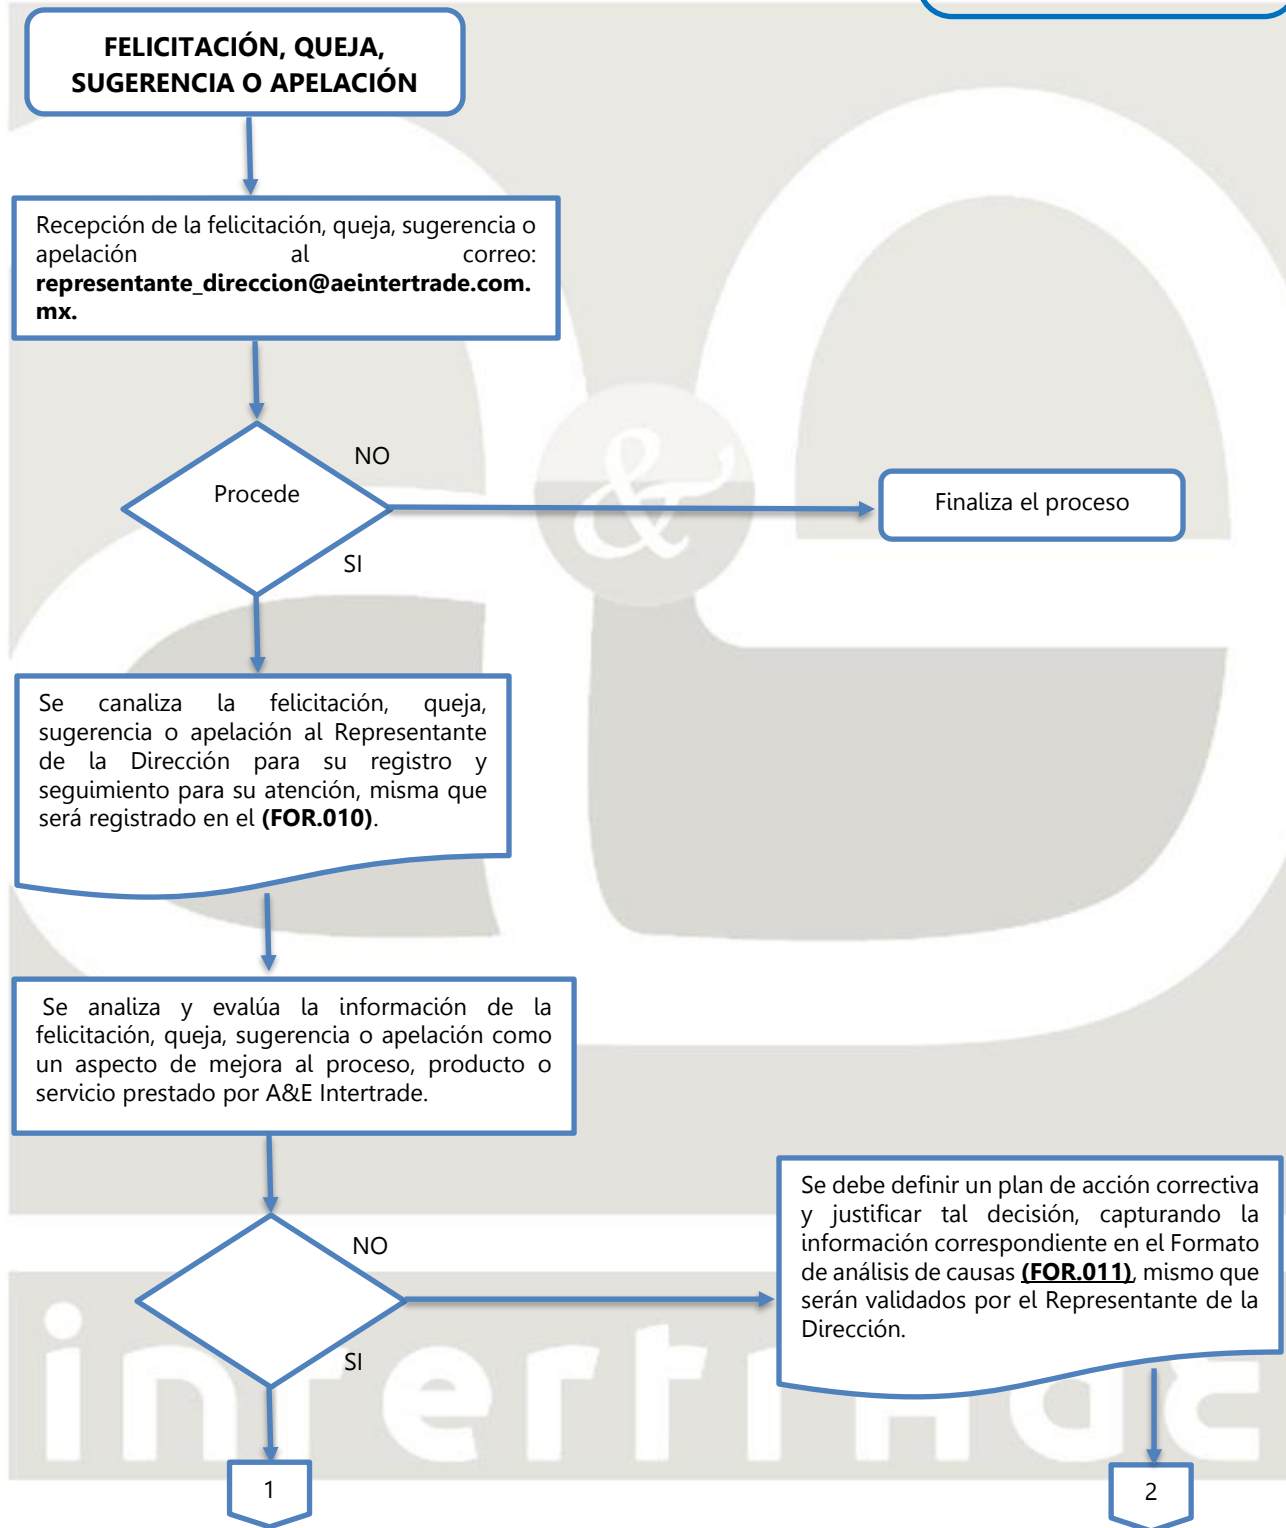 FELICITACIÓN, QUEJA,
SUGERENCIA O APELACIÓN
Recepción de la felicitación, queja, sugerencia o
apelación al correo:
representante_direccion@aeintertrade.com.
mx.
NO
Procede
Finaliza el proceso
SI
Se canaliza la felicitación, queja,
sugerencia o apelación al Representante
de la Dirección para su registro y
seguimiento para su atención, misma que
será registrado en el (FOR.010).
Se analiza y evalúa la información de la
felicitación, queja, sugerencia o apelación como
un aspecto de mejora al proceso, producto o
servicio prestado por A&E Intertrade.
NO
Se debe definir un plan de acción correctiva
y justificar tal decisión, capturando la
información correspondiente en el Formato
de análisis de causas (FOR.011), mismo que
serán validados por el Representante de la
Dirección.
SI
1
2
ae
&
intertrade